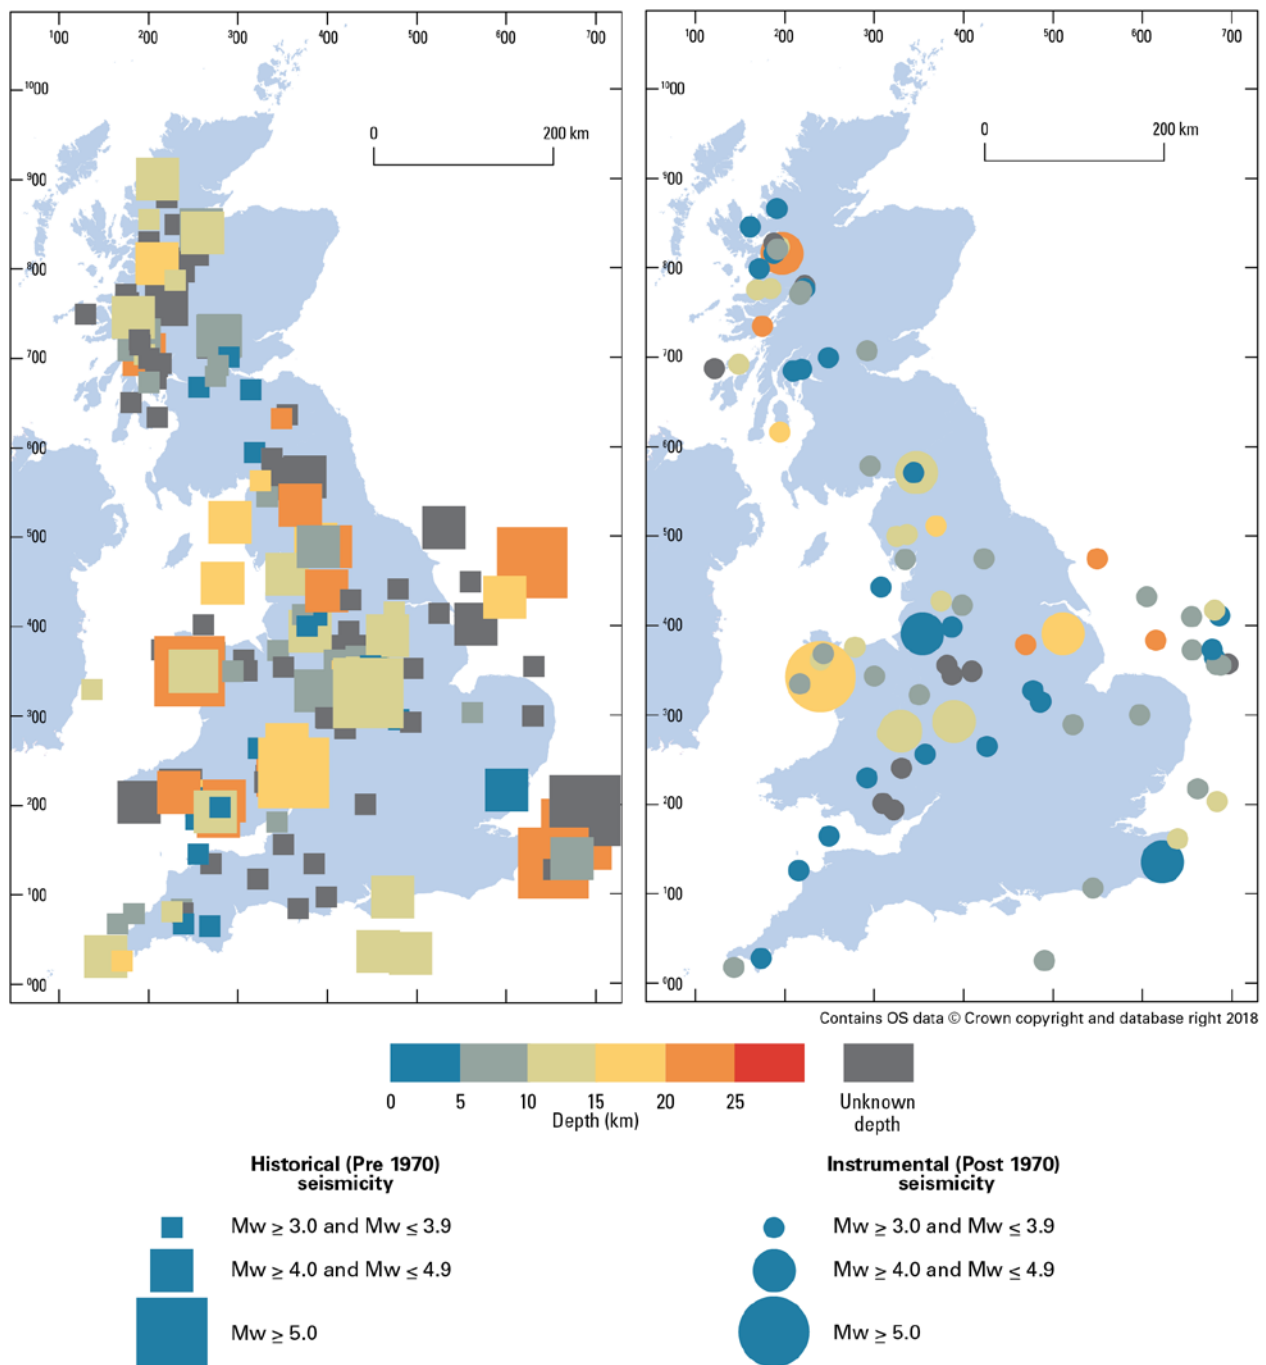 100 200 300 400 500 600 700
1000
900
800
700
600
500
400
300
200
100
000
0 200 km
100 200 300 400 500 600 700
1000
900
800
700
600
500
400
300
200
100
000
0 200 km
Contains OS data © Crown copyright and database right 2018
0 5 10 15 20 25
Depth (km)
Unknown
depth
Historical (Pre 1970)
seismicity
Mw ≥ 3.0 and Mw ≤ 3.9
Mw ≥ 4.0 and Mw ≤ 4.9
Mw ≥ 5.0
Instrumental (Post 1970)
seismicity
Mw ≥ 3.0 and Mw ≤ 3.9
Mw ≥ 4.0 and Mw ≤ 4.9
Mw ≥ 5.0